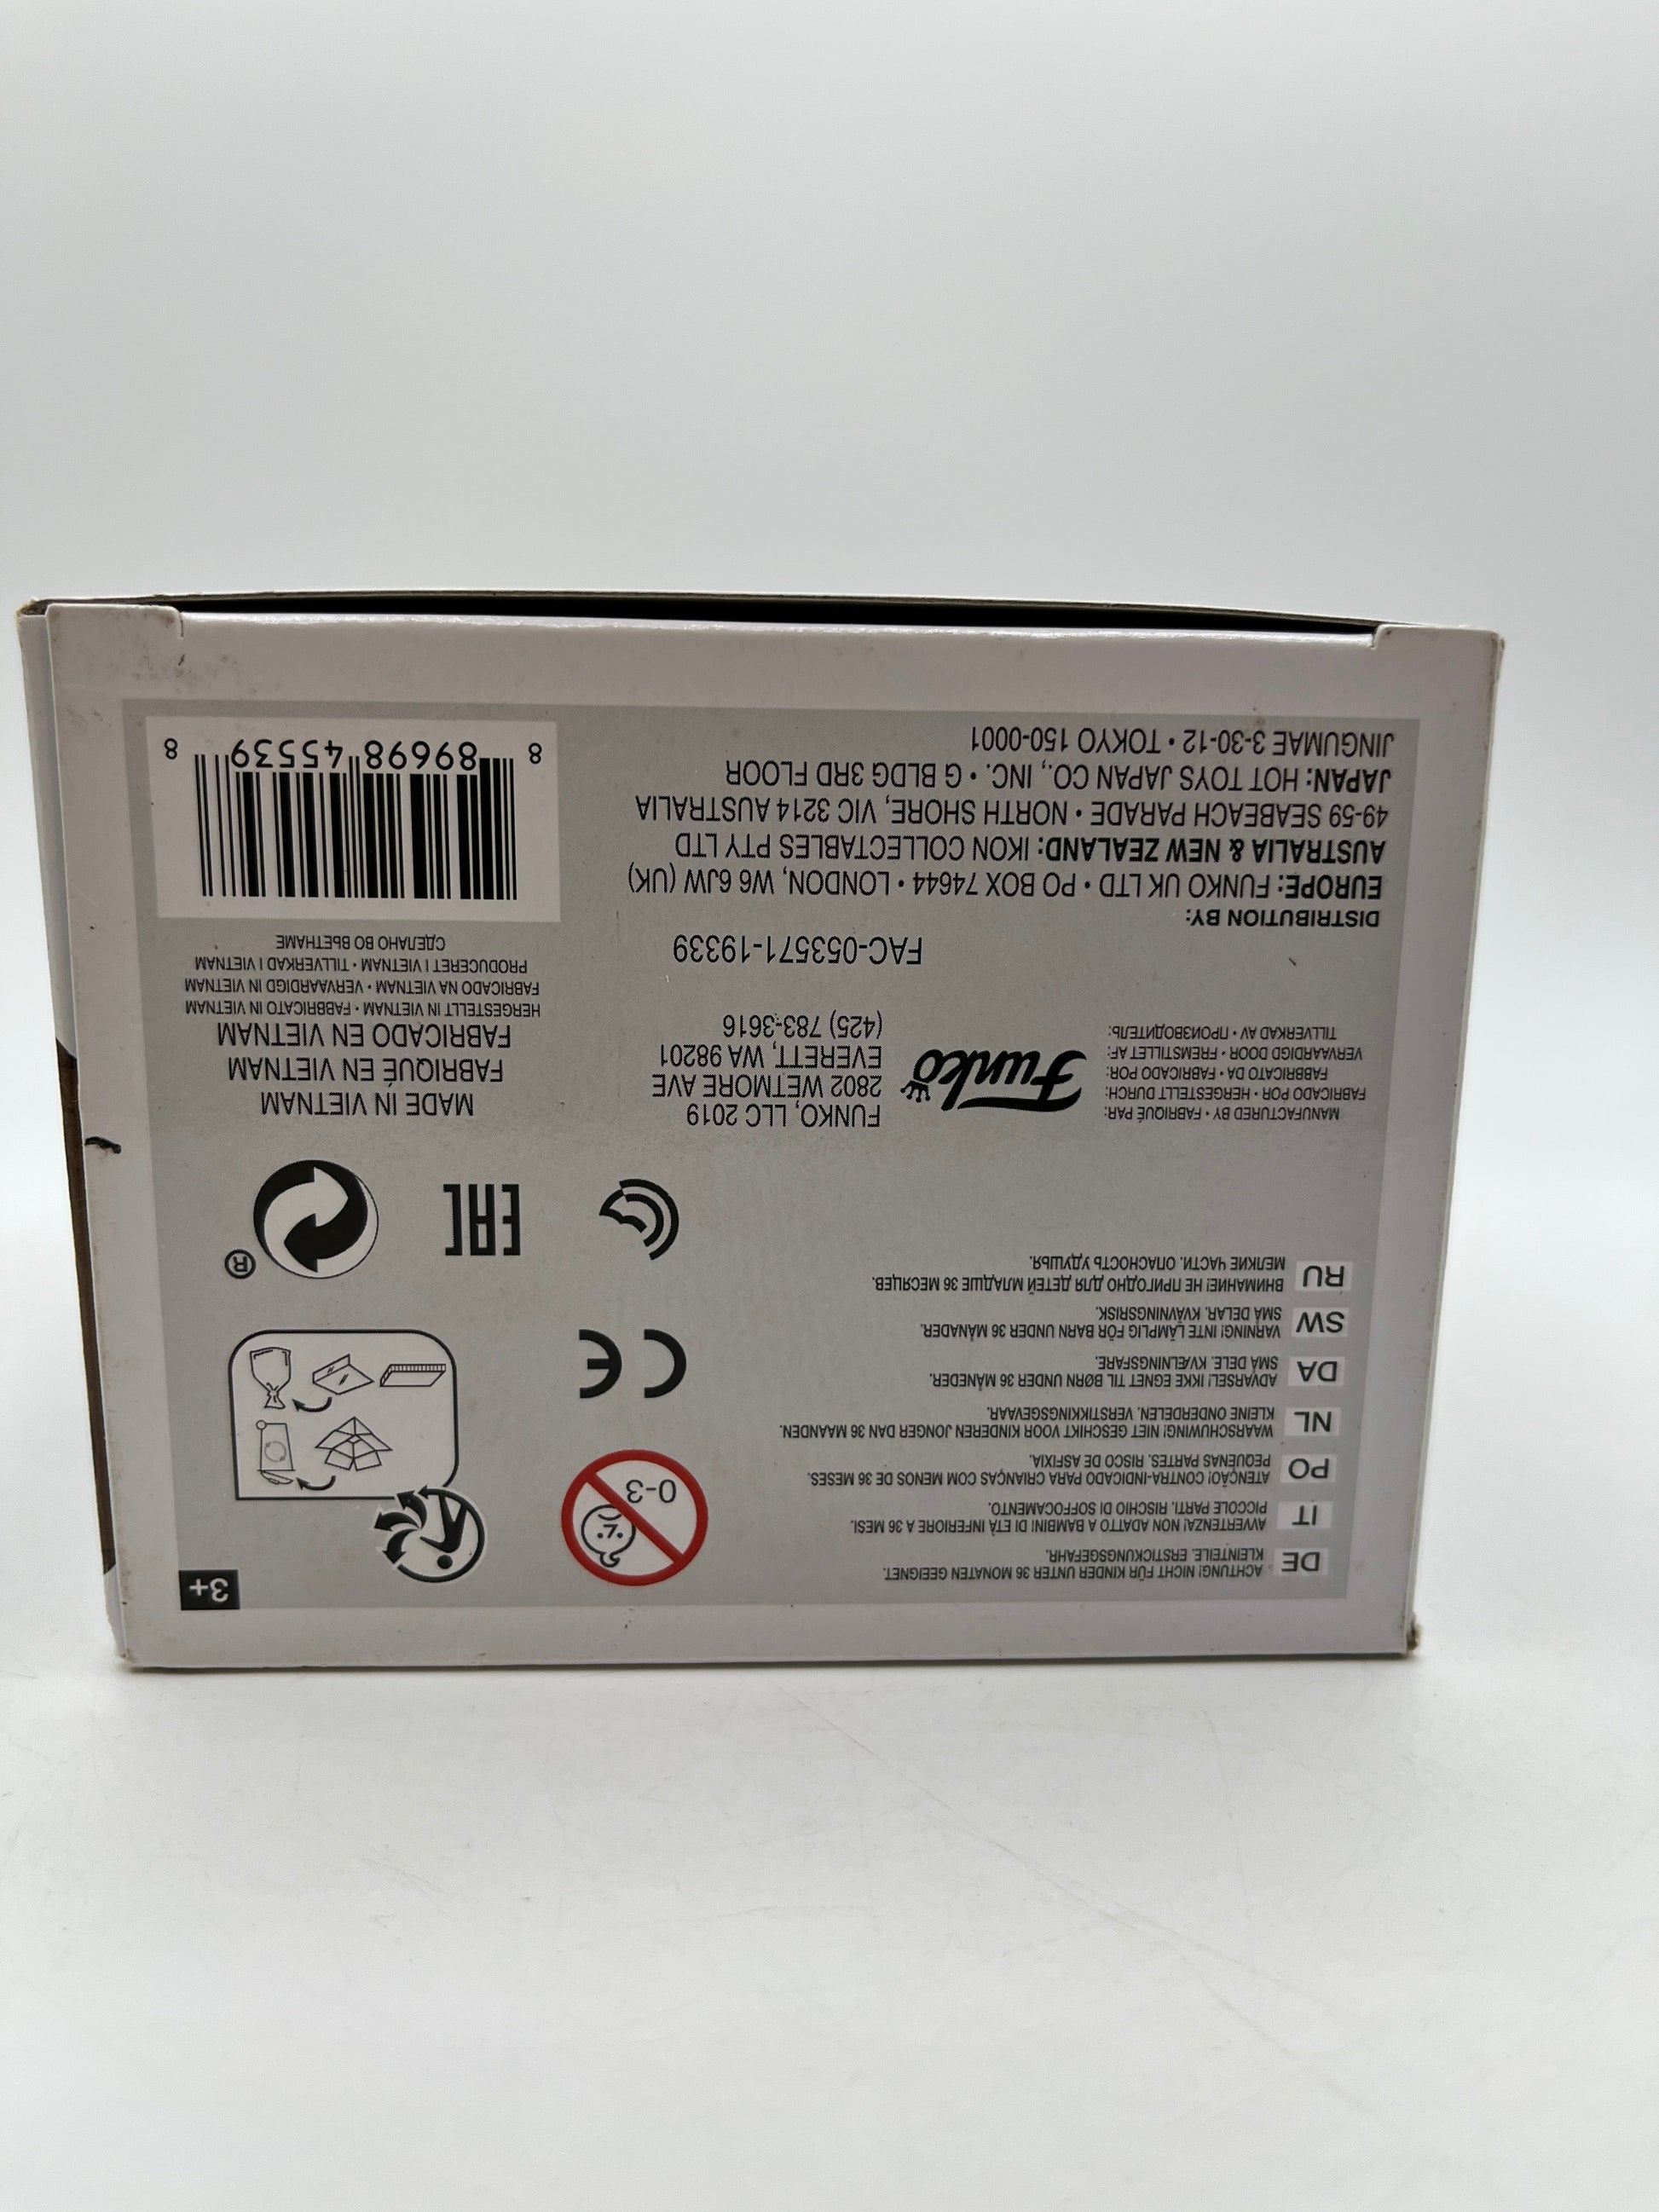 3+
DE
ACHTUNG! NICHT FÜR KINDER UNTER 36 MONATEN GEEIGNET.
KLEINTEILE. ERSTICKUNGSGEFAHR.
IT
AVVERTENZA! NON ADATTO A BAMBINI DI ETÀ INFERIORE A 36 MESI.
PICCOLE PARTI. RISCHIO DI SOFFOCAMENTO.
PO
ATENÇÃO! CONTRA-INDICADO PARA CRIANÇAS COM MENOS DE 36 MESES.
PEQUENAS PARTES. RISCO DE ASFIXIA.
NL
WAARSCHUWING! NIET GESCHIKT VOOR KINDEREN JONGER DAN 36 MAANDEN.
KLEINE ONDERDELEN. VERSTIKKINGSGEVAAR.
DA
ADVARSEL! IKKE EGNET TIL BØRN UNDER 36 MÅNEDER.
SMÅ DELE. KVÆLNINGSFARE.
SW
VARNING! INTE LÄMPLIG FÖR BARN UNDER 36 MÅNADER.
SMÅ DELAR. KVÄVNINGSRISK.
RU
ВНИМАНИЕ! НЕ ПРИГОДНО ДЛЯ ДЕТЕЙ МЛАДШЕ 36 МЕСЯЦЕВ.
МЕЛКИЕ ЧАСТИ. ОПАСНОСТЬ УДУШЬЯ.
0-3
CE
EAC
®
MANUFACTURED BY • FABRIQUÉ PAR:
FABRICADO POR • HERGESTELLT DURCH:
FABBRICATO DA • FABRICADO POR:
VERVAARDIGD DOOR • FREMSTILLET AF:
TILLVERKAD AV • ПРОИЗВОДИТЕЛЬ:
Funko
FUNKO, LLC 2019
2802 WETMORE AVE
EVERETT, WA 98201
(425) 783-3616
FAC-053571-19339
MADE IN VIETNAM
FABRIQUÉ EN VIETNAM
FABRICADO EN VIETNAM
HERGESTELLT IN VIETNAM • FABBRICATO IN VIETNAM
FABRICADO NA VIETNAM • VERVAARDIGD IN VIETNAM
PRODUCERET I VIETNAM • TILLVERKAD I VIETNAM
СДЕЛАНО ВО ВЬЕТНАМЕ
DISTRIBUTION BY:
EUROPE: FUNKO UK LTD • PO BOX 74644 • LONDON, W6 6JW (UK)
AUSTRALIA & NEW ZEALAND: IKON COLLECTABLES PTY LTD
49-59 SEABEACH PARADE • NORTH SHORE, VIC 3214 AUSTRALIA
JAPAN: HOT TOYS JAPAN CO., INC. • G BLDG 3RD FLOOR
JINGUMAE 3-30-12 • TOKYO 150-0001
8 89698 45539 8